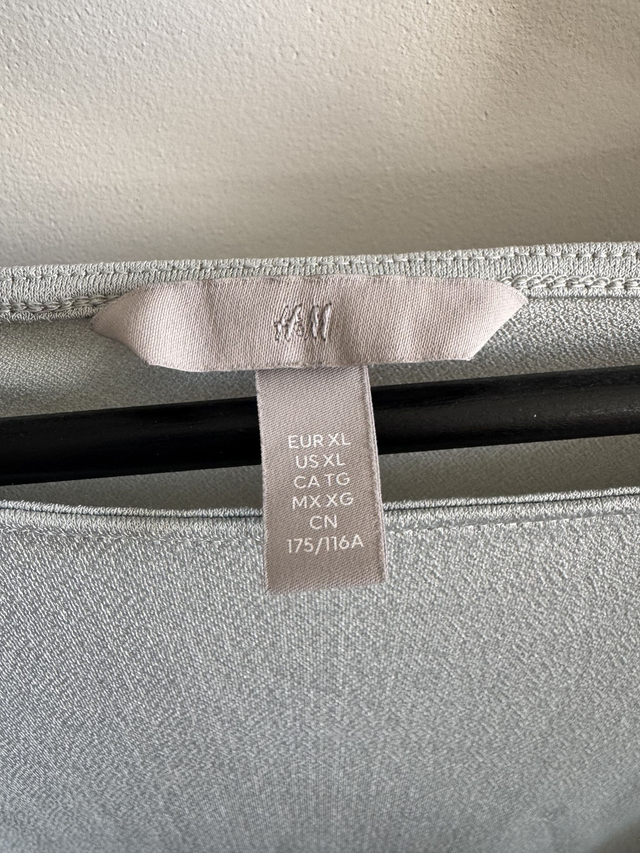 H&M
EUR XL
US XL
CA TG
MX XG
CN
175/116A